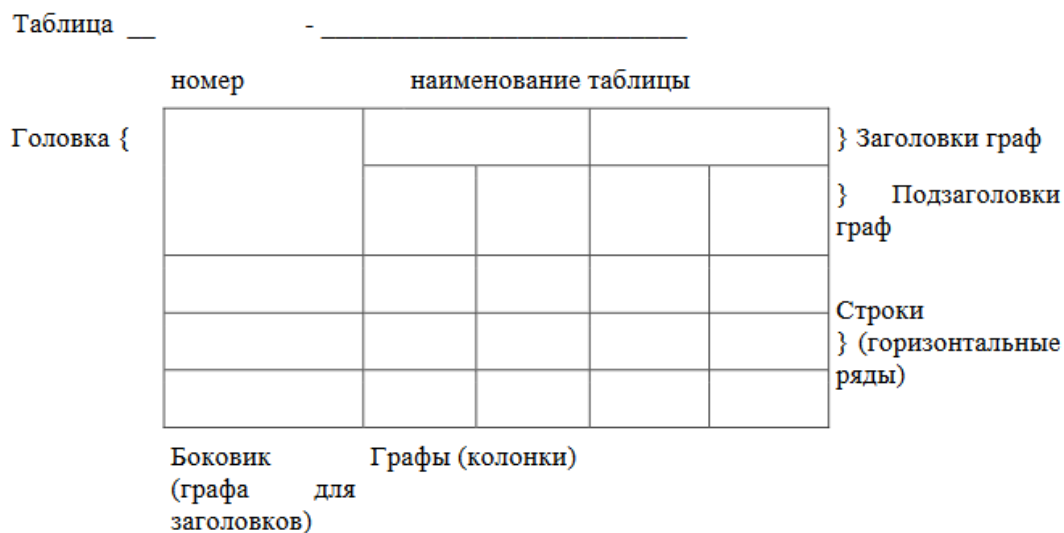 Таблица __ - __________________________
номер наименование таблицы
Головка { } Заголовки граф
} Подзаголовки
граф
Строки
} (горизонтальные
ряды)
Боковик Графы (колонки)
(графа для
заголовков)